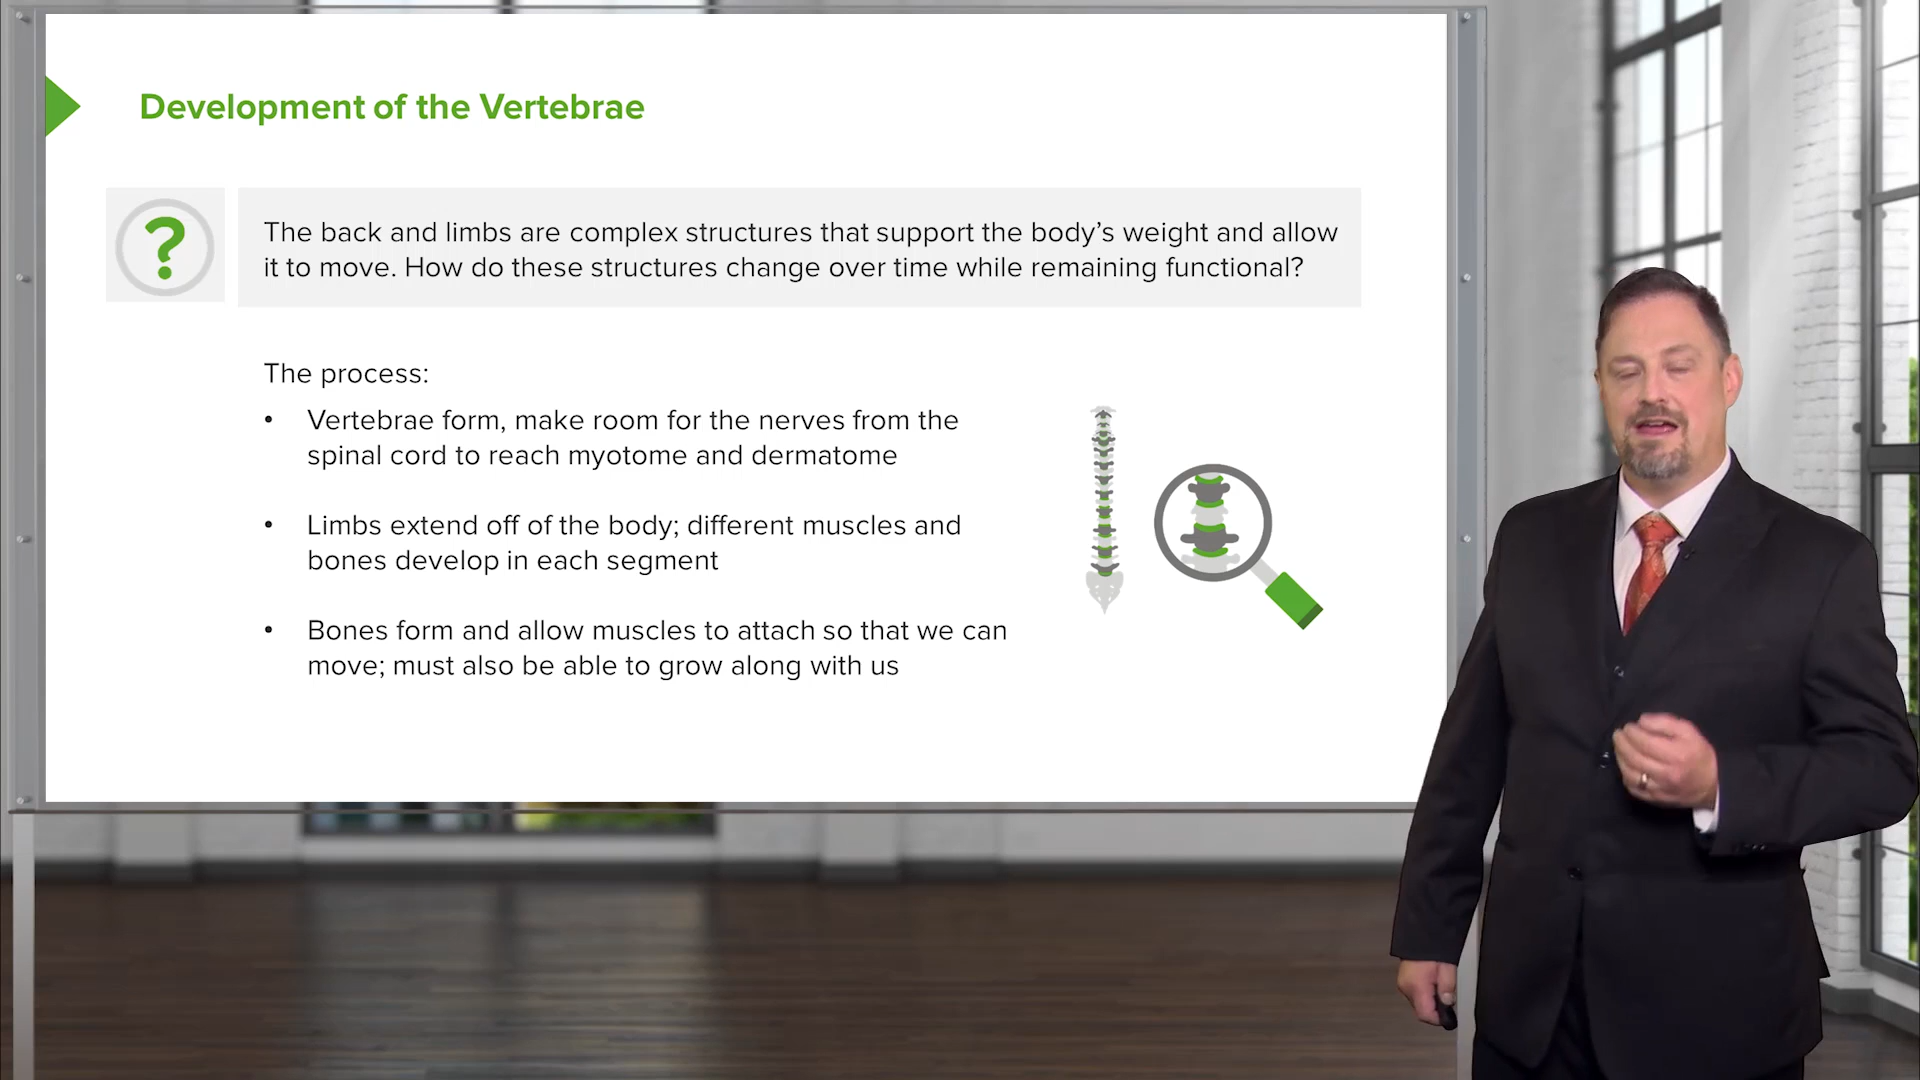 Development of the Vertebrae
?
The back and limbs are complex structures that support the body’s weight and allow
it to move. How do these structures change over time while remaining functional?
The process:
• Vertebrae form, make room for the nerves from the
spinal cord to reach myotome and dermatome
• Limbs extend off of the body; different muscles and
bones develop in each segment
• Bones form and allow muscles to attach so that we can
move; must also be able to grow along with us